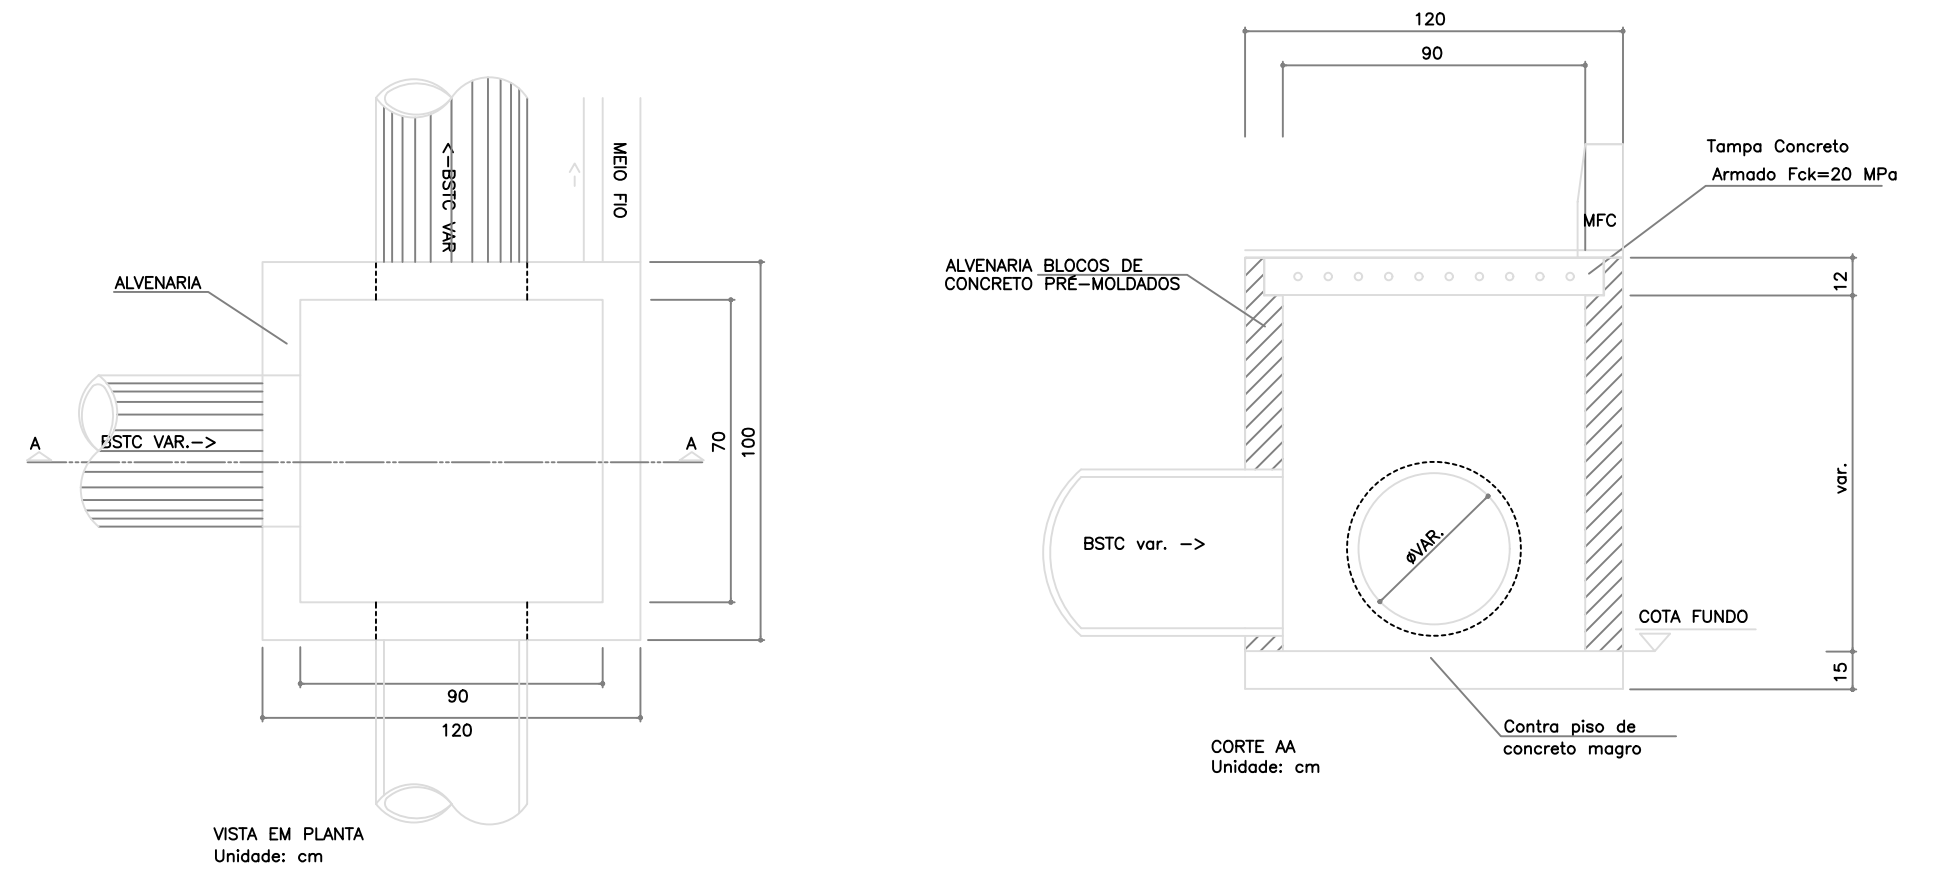 <-BSTC VAR
MEIO FIO
ALVENARIA
A
BSTC VAR.->
A
70
100
90
120
VISTA EM PLANTA
Unidade: cm
120
90
Tampa Concreto
Armado Fck=20 MPa
MFC
ALVENARIA BLOCOS DE
CONCRETO PRÉ-MOLDADOS
12
var.
BSTC var. ->
ØVAR.
COTA FUNDO
15
Contra piso de
concreto magro
CORTE AA
Unidade: cm